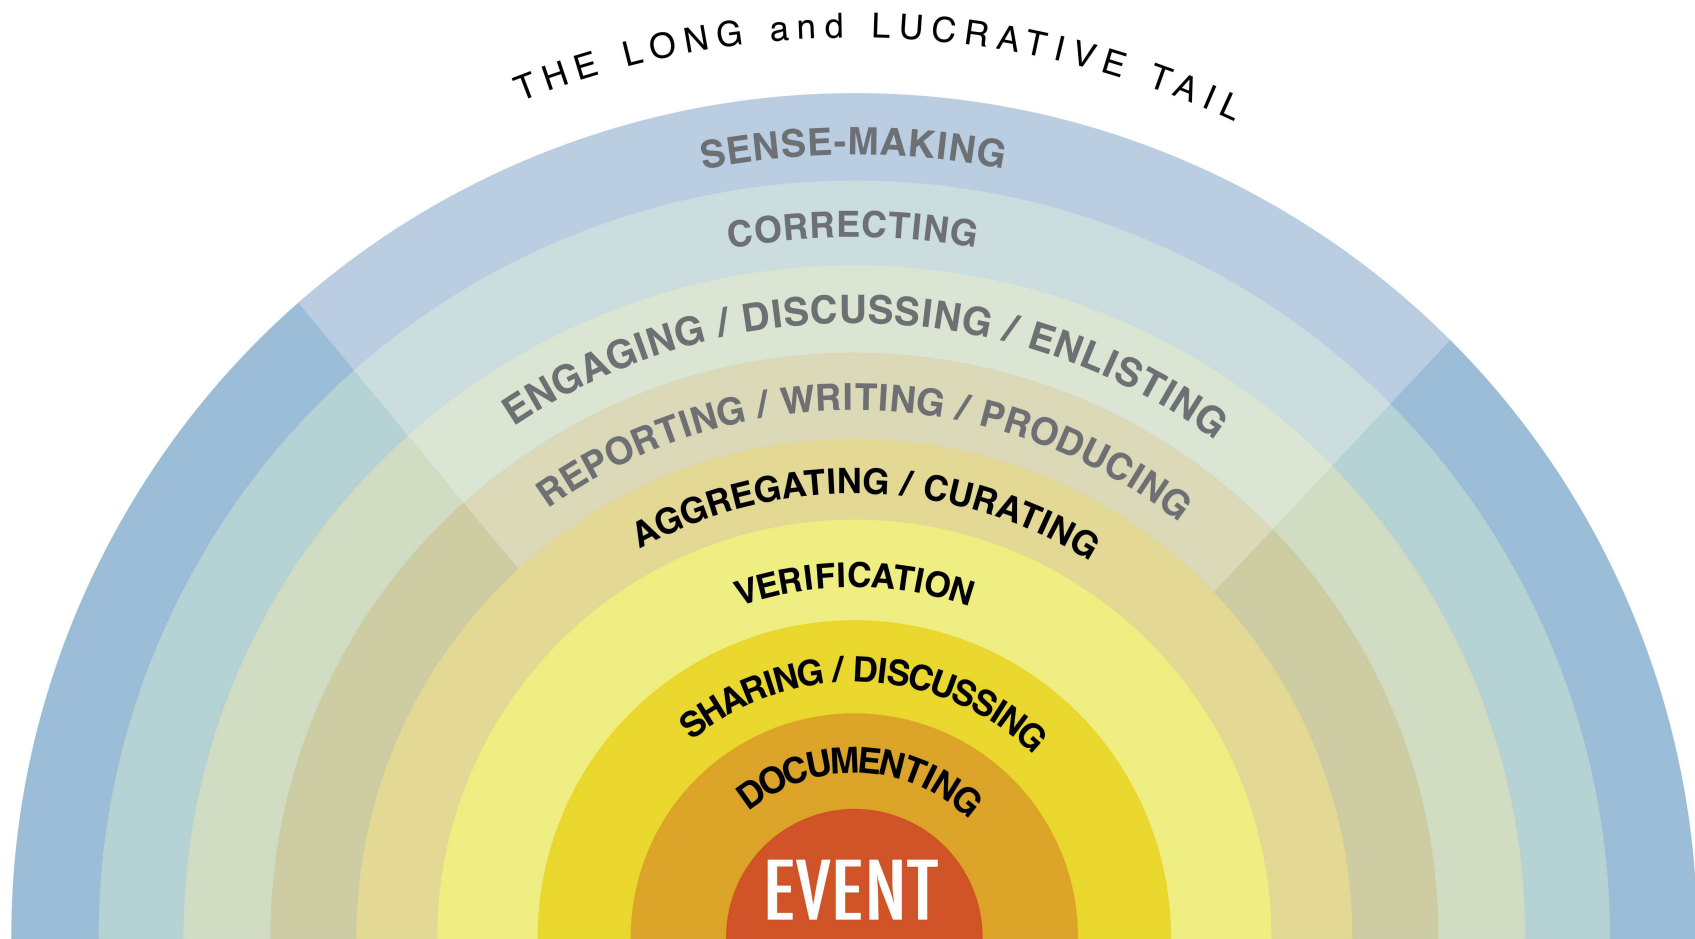 THE LONG and LUCRATIVE TAIL
SENSE-MAKING
CORRECTING
ENGAGING / DISCUSSING / ENLISTING
REPORTING / WRITING / PRODUCING
AGGREGATING / CURATING
VERIFICATION
SHARING / DISCUSSING
DOCUMENTING
EVENT